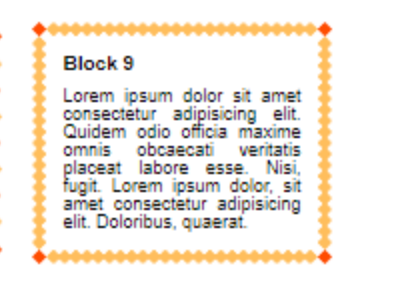 Block 9
Lorem ipsum dolor sit amet
consectetur adipisicing elit.
Quidem odio officia maxime
omnis obcaecati veritatis
placeat labore esse. Nisi,
fugit. Lorem ipsum dolor, sit
amet consectetur adipisicing
elit. Doloribus, quaerat.